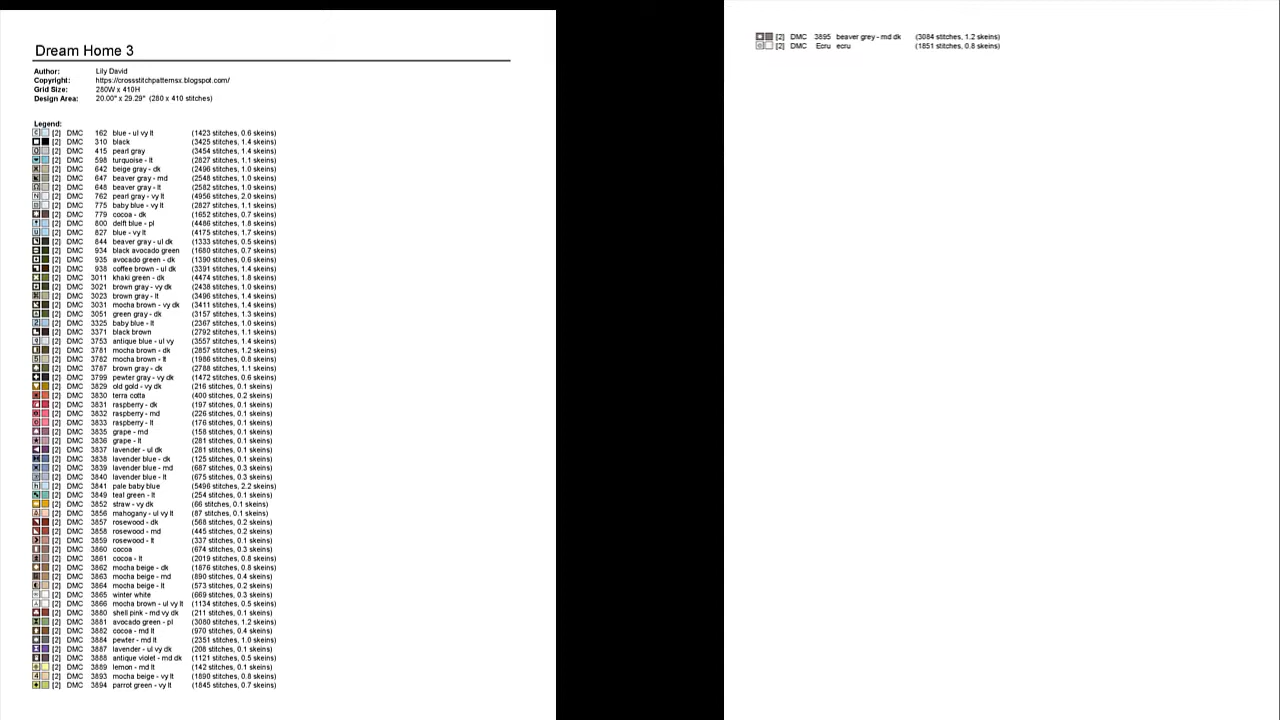 Dream Home 3
Author: Lily David
Copyright: https://crossstitchpatternsx.blogspot.com/
Grid Size: 280W x 410H
Design Area: 20.00" x 29.29" (280 x 410 stitches)
Legend:
[2] DMC 162 blue - ul vy lt (1423 stitches, 0.6 skeins)
[2] DMC 310 black (3425 stitches, 1.4 skeins)
[2] DMC 415 pearl gray (3454 stitches, 1.4 skeins)
[2] DMC 598 turquoise - lt (2827 stitches, 1.1 skeins)
[2] DMC 642 beige gray - dk (2496 stitches, 1.0 skeins)
[2] DMC 647 beaver gray - md (2548 stitches, 1.0 skeins)
[2] DMC 648 beaver gray - lt (2582 stitches, 1.0 skeins)
[2] DMC 762 pearl gray - vy lt (4956 stitches, 2.0 skeins)
[2] DMC 775 baby blue - vy lt (2827 stitches, 1.1 skeins)
[2] DMC 779 cocoa - dk (1652 stitches, 0.7 skeins)
[2] DMC 800 delft blue - pl (4486 stitches, 1.8 skeins)
[2] DMC 827 blue - vy lt (4175 stitches, 1.7 skeins)
[2] DMC 844 beaver gray - ul dk (1333 stitches, 0.5 skeins)
[2] DMC 934 black avocado green (1680 stitches, 0.7 skeins)
[2] DMC 935 avocado green - dk (1390 stitches, 0.6 skeins)
[2] DMC 938 coffee brown - ul dk (3391 stitches, 1.4 skeins)
[2] DMC 3011 khaki green - dk (4474 stitches, 1.8 skeins)
[2] DMC 3021 brown gray - vy dk (2438 stitches, 1.0 skeins)
[2] DMC 3023 brown gray - lt (3496 stitches, 1.4 skeins)
[2] DMC 3031 mocha brown - vy dk (3411 stitches, 1.4 skeins)
[2] DMC 3051 green gray - dk (3157 stitches, 1.3 skeins)
[2] DMC 3325 baby blue - lt (2367 stitches, 1.0 skeins)
[2] DMC 3371 black brown (2792 stitches, 1.1 skeins)
[2] DMC 3753 antique blue - ul vy (3557 stitches, 1.4 skeins)
[2] DMC 3781 mocha brown - dk (2857 stitches, 1.2 skeins)
[2] DMC 3782 mocha brown - lt (1986 stitches, 0.8 skeins)
[2] DMC 3787 brown gray - dk (2788 stitches, 1.1 skeins)
[2] DMC 3799 pewter gray - vy dk (1472 stitches, 0.6 skeins)
[2] DMC 3829 old gold - vy dk (216 stitches, 0.1 skeins)
[2] DMC 3830 terra cotta (400 stitches, 0.2 skeins)
[2] DMC 3831 raspberry - dk (197 stitches, 0.1 skeins)
[2] DMC 3832 raspberry - md (226 stitches, 0.1 skeins)
[2] DMC 3833 raspberry - lt (176 stitches, 0.1 skeins)
[2] DMC 3835 grape - md (158 stitches, 0.1 skeins)
[2] DMC 3836 grape - lt (281 stitches, 0.1 skeins)
[2] DMC 3837 lavender - ul dk (281 stitches, 0.1 skeins)
[2] DMC 3838 lavender blue - dk (125 stitches, 0.1 skeins)
[2] DMC 3839 lavender blue - md (687 stitches, 0.3 skeins)
[2] DMC 3840 lavender blue - lt (675 stitches, 0.3 skeins)
[2] DMC 3841 pale baby blue (5496 stitches, 2.2 skeins)
[2] DMC 3849 teal green - lt (254 stitches, 0.1 skeins)
[2] DMC 3852 straw - vy dk (66 stitches, 0.1 skeins)
[2] DMC 3856 mahogany - ul vy lt (87 stitches, 0.1 skeins)
[2] DMC 3857 rosewood - dk (568 stitches, 0.2 skeins)
[2] DMC 3858 rosewood - md (445 stitches, 0.2 skeins)
[2] DMC 3859 rosewood - lt (337 stitches, 0.1 skeins)
[2] DMC 3860 cocoa (674 stitches, 0.3 skeins)
[2] DMC 3861 cocoa - lt (2019 stitches, 0.8 skeins)
[2] DMC 3862 mocha beige - dk (1876 stitches, 0.8 skeins)
[2] DMC 3863 mocha beige - md (890 stitches, 0.4 skeins)
[2] DMC 3864 mocha beige - lt (573 stitches, 0.2 skeins)
[2] DMC 3865 winter white (669 stitches, 0.3 skeins)
[2] DMC 3866 mocha brown - ul vy lt (1134 stitches, 0.5 skeins)
[2] DMC 3880 shell pink - md vy dk (211 stitches, 0.1 skeins)
[2] DMC 3881 avocado green - pl (3080 stitches, 1.2 skeins)
[2] DMC 3882 cocoa - md lt (970 stitches, 0.4 skeins)
[2] DMC 3884 pewter - md lt (2351 stitches, 1.0 skeins)
[2] DMC 3887 lavender - ul vy dk (208 stitches, 0.1 skeins)
[2] DMC 3888 antique violet - md dk (1121 stitches, 0.5 skeins)
[2] DMC 3889 lemon - md lt (142 stitches, 0.1 skeins)
[2] DMC 3893 mocha beige - vy lt (1890 stitches, 0.8 skeins)
[2] DMC 3894 parrot green - vy lt (1845 stitches, 0.7 skeins)
[2] DMC 3895 beaver grey - md dk (3084 stitches, 1.2 skeins)
[2] DMC Ecru ecru (1851 stitches, 0.8 skeins)